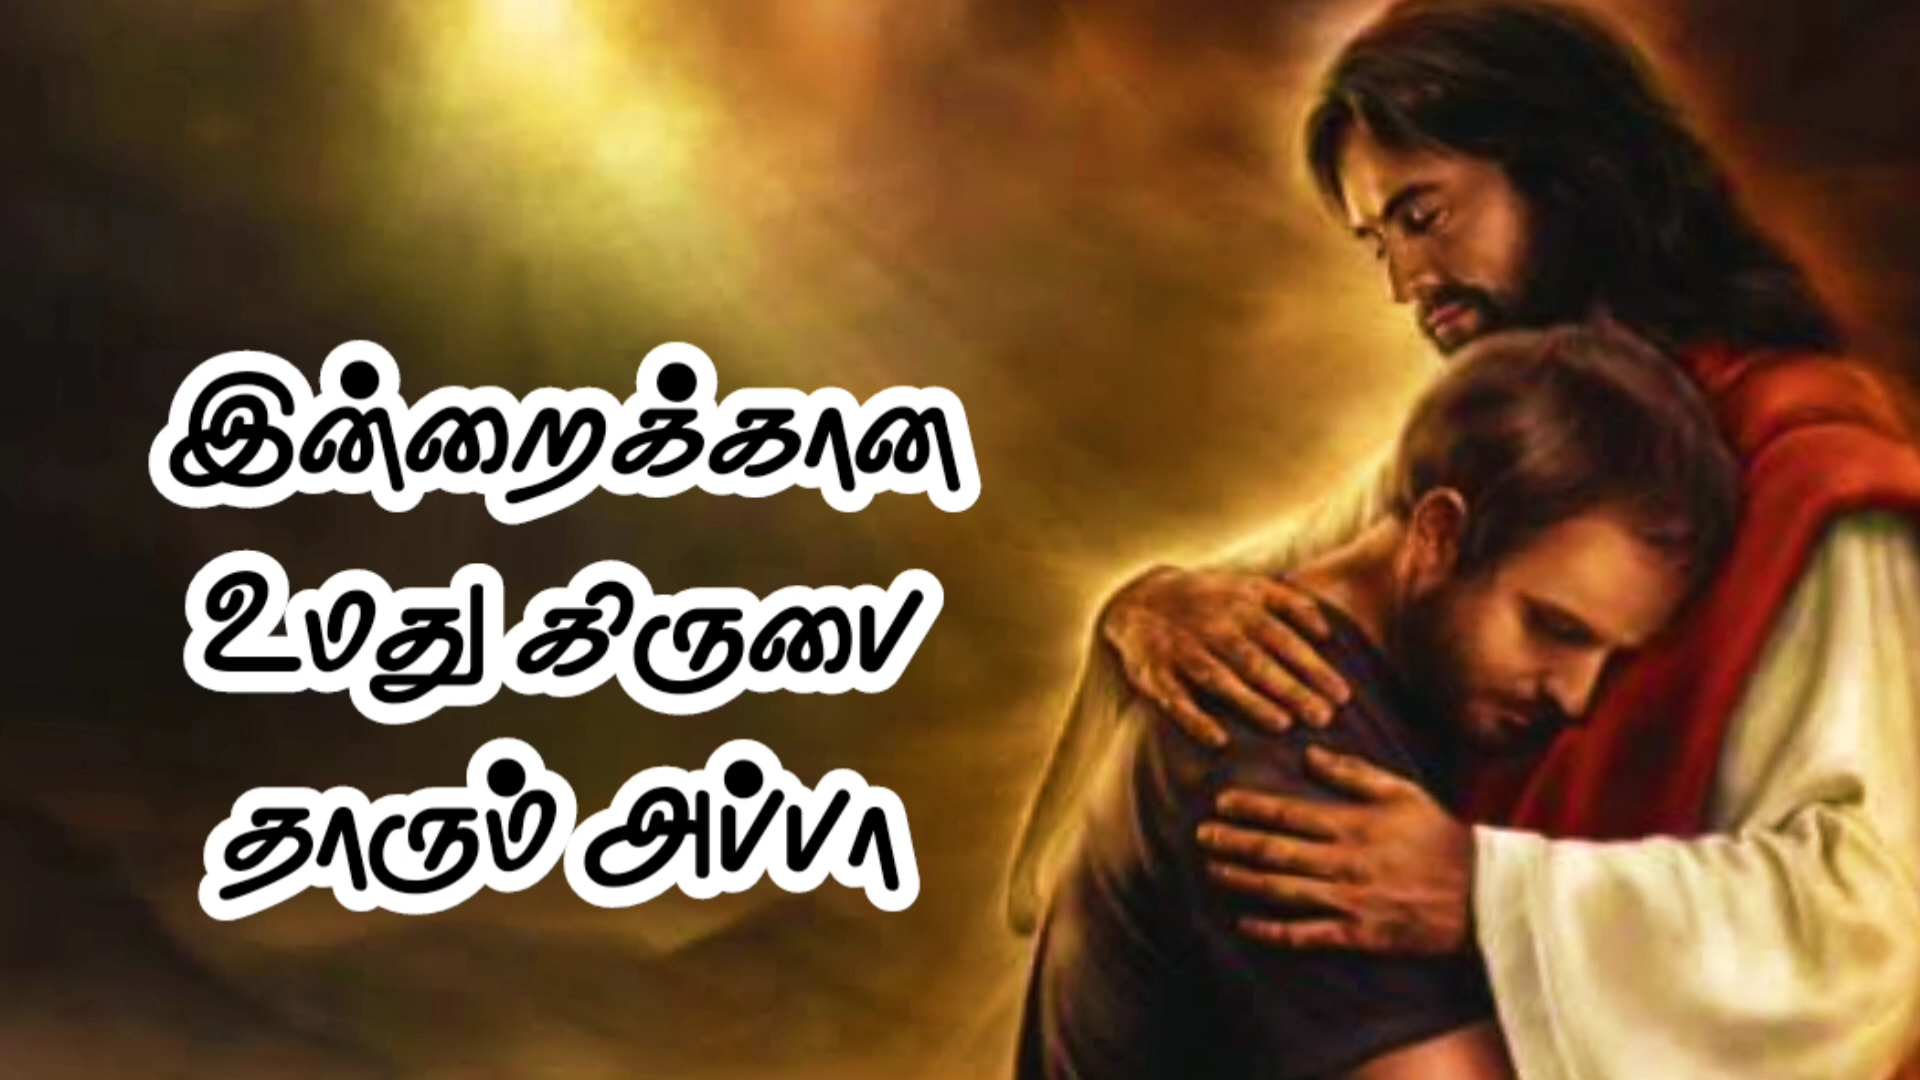 இன்றைக்கான
உமது கிருபை
தாரும் அப்பா